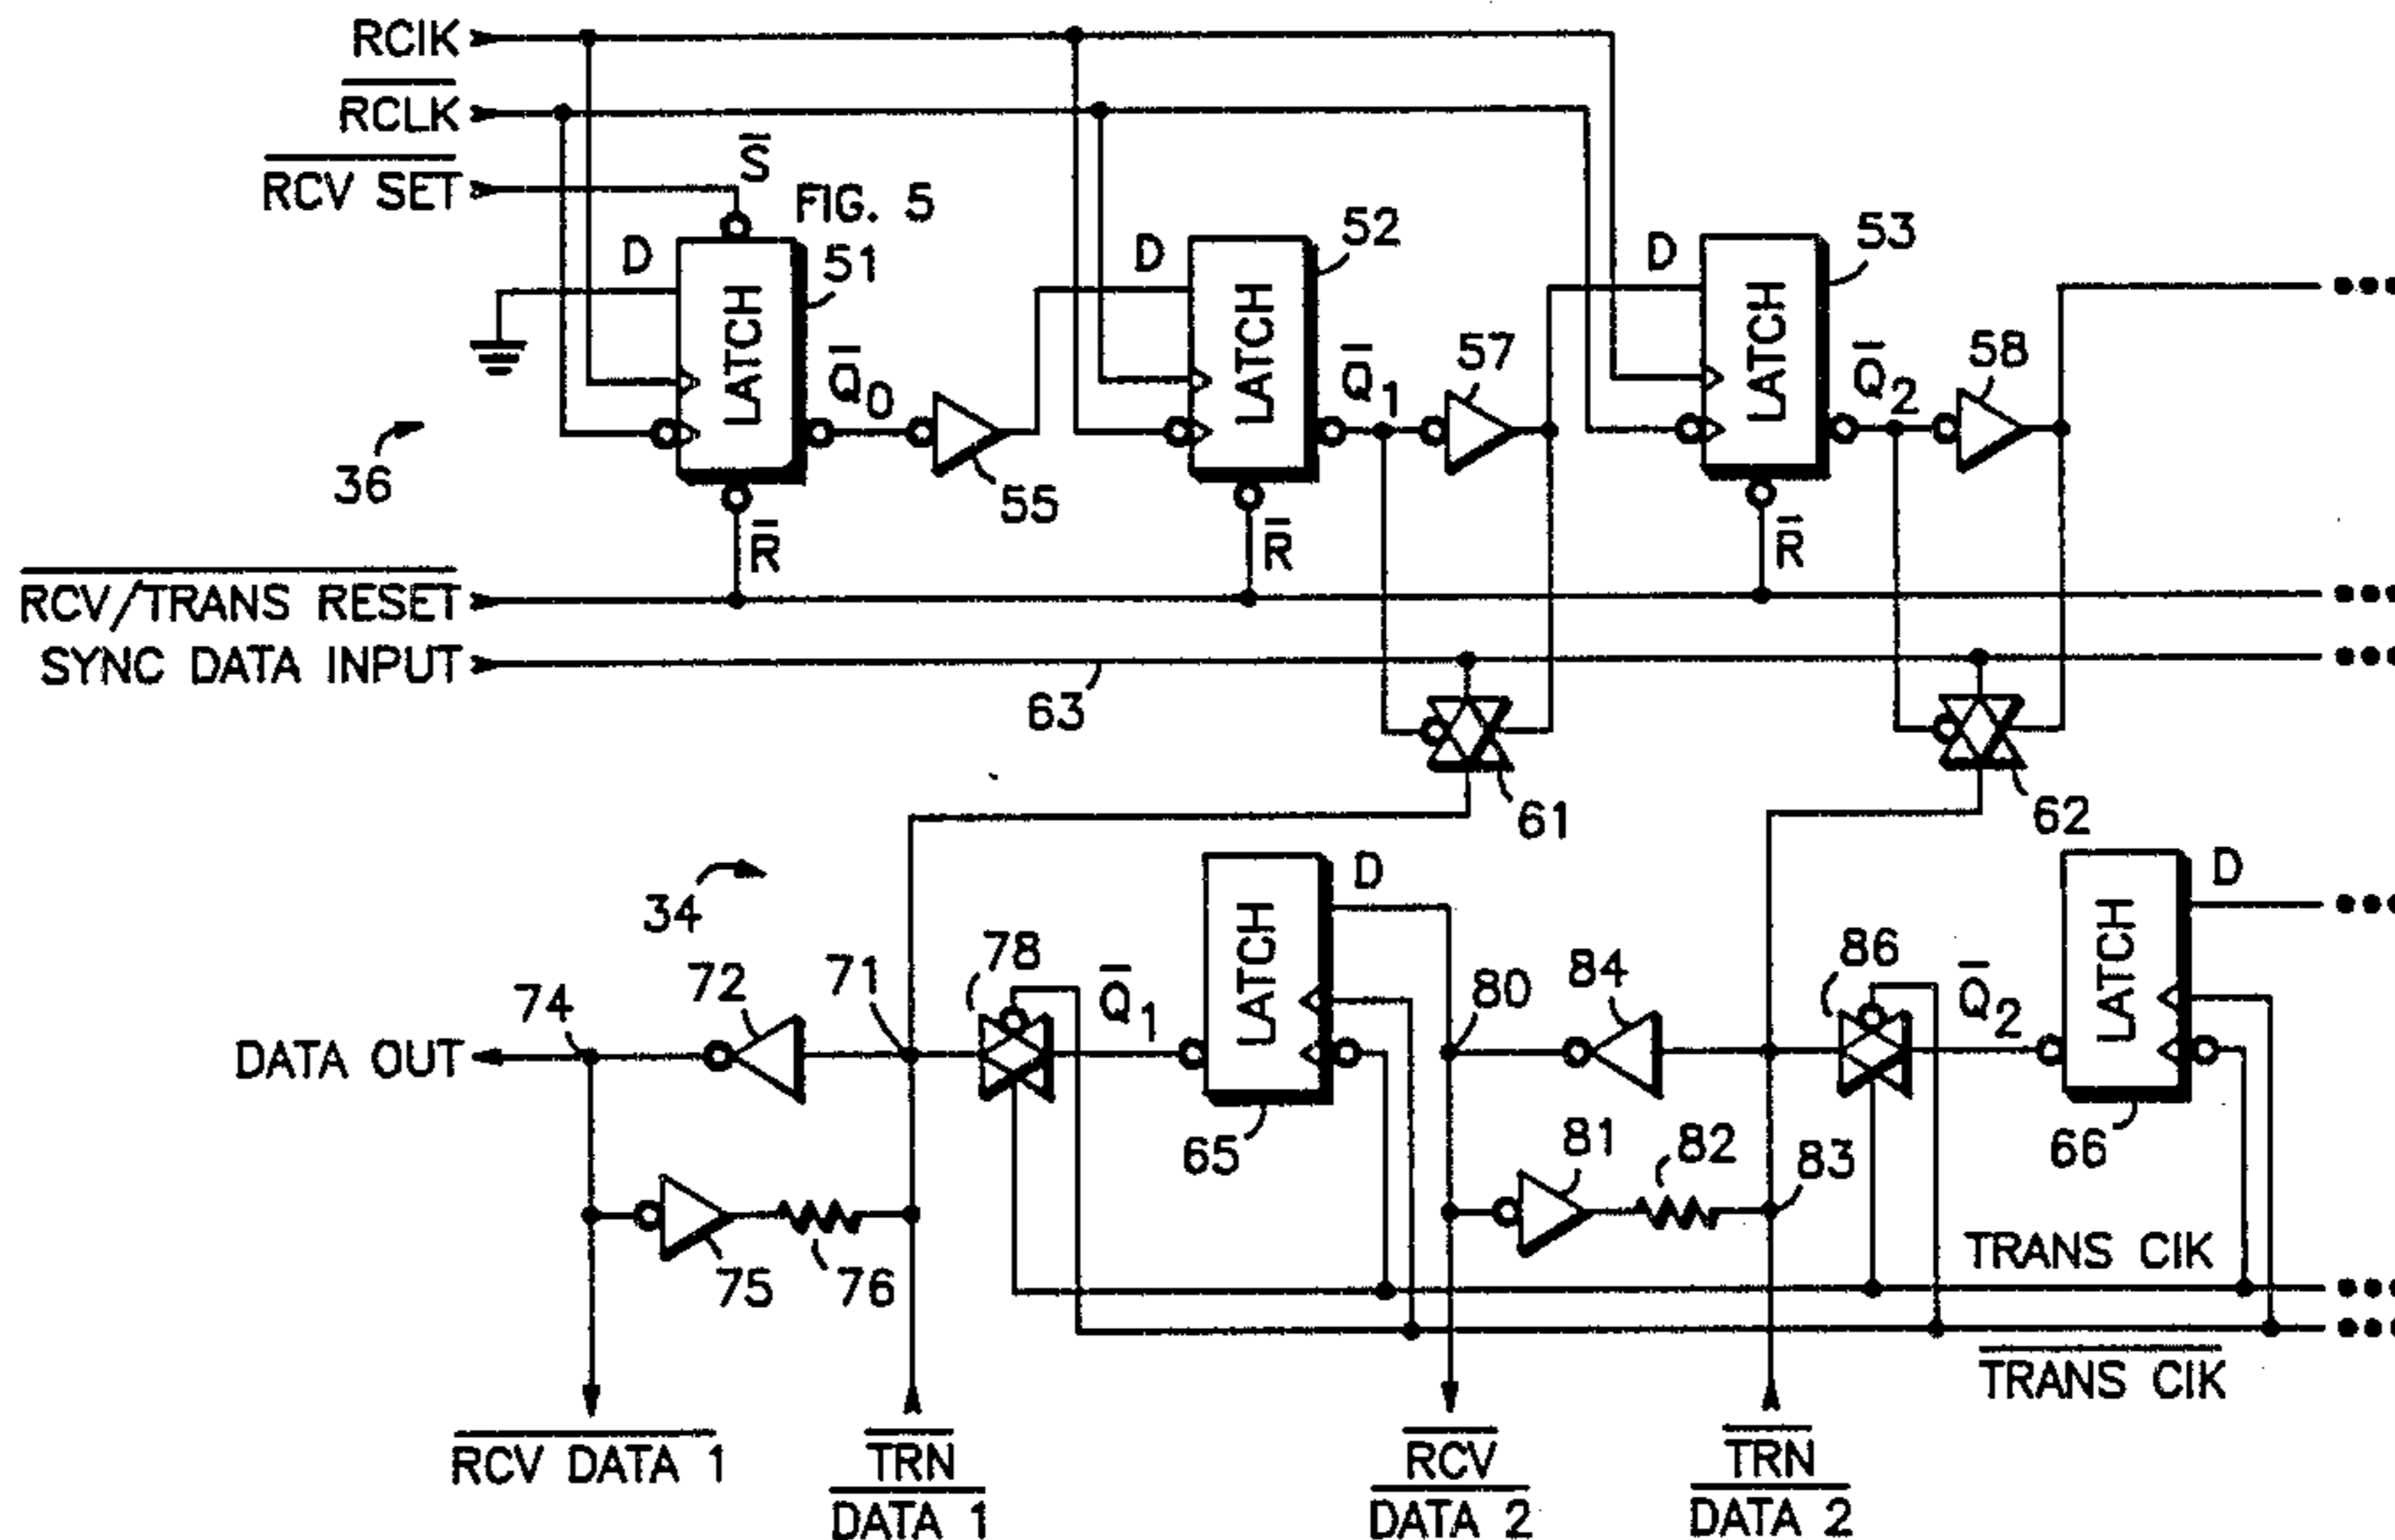 RCIK
RCLK
RCV SET
S
FIG. 5
D
51
LATCH
Q0
55
R
D
52
LATCH
Q1
57
R
D
53
LATCH
Q2
58
R
36
RCV/TRANS RESET
SYNC DATA INPUT
63
61
62
34
74
72
71
78
Q1
LATCH
D
65
80
84
86
Q2
LATCH
D
66
DATA OUT
75
76
81
82
83
TRANS CIK
TRANS CIK
RCV DATA 1
TRN
DATA 1
RCV
DATA 2
TRN
DATA 2